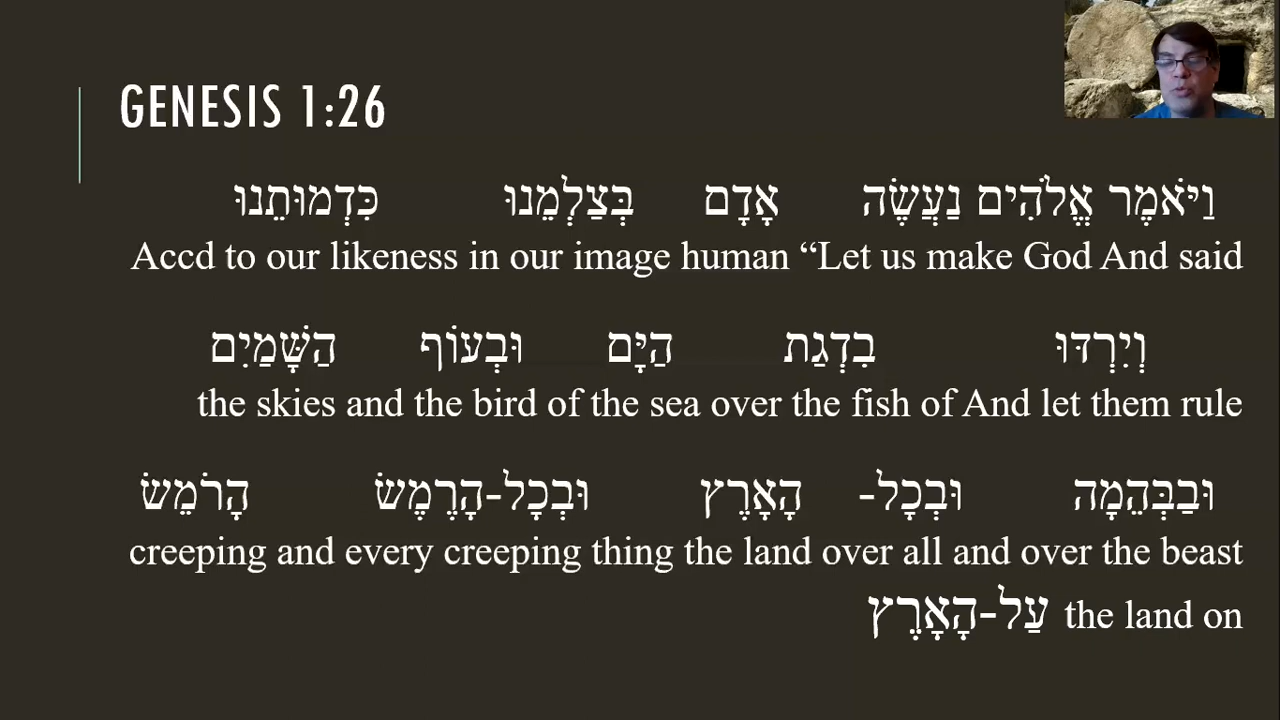 GENESIS 1:26
וַיֹּאמֶר אֱלֹהִים נַעֲשֶׂה אָדָם בְּצַלְמֵנוּ כִּדְמוּתֵנוּ
Accd to our likeness in our image human “Let us make God And said
וְיִרְדּוּ בִדְגַת הַיָּם וּבְעוֹף הַשָּׁמַיִם
the skies and the bird of the sea over the fish of And let them rule
וּבַבְּהֵמָה וּבְכָל- הָאָרֶץ וּבְכָל-הָרֶמֶשׂ הָרֹמֵשׂ
creeping and every creeping thing the land over all and over the beast
עַל-הָאָרֶץ the land on